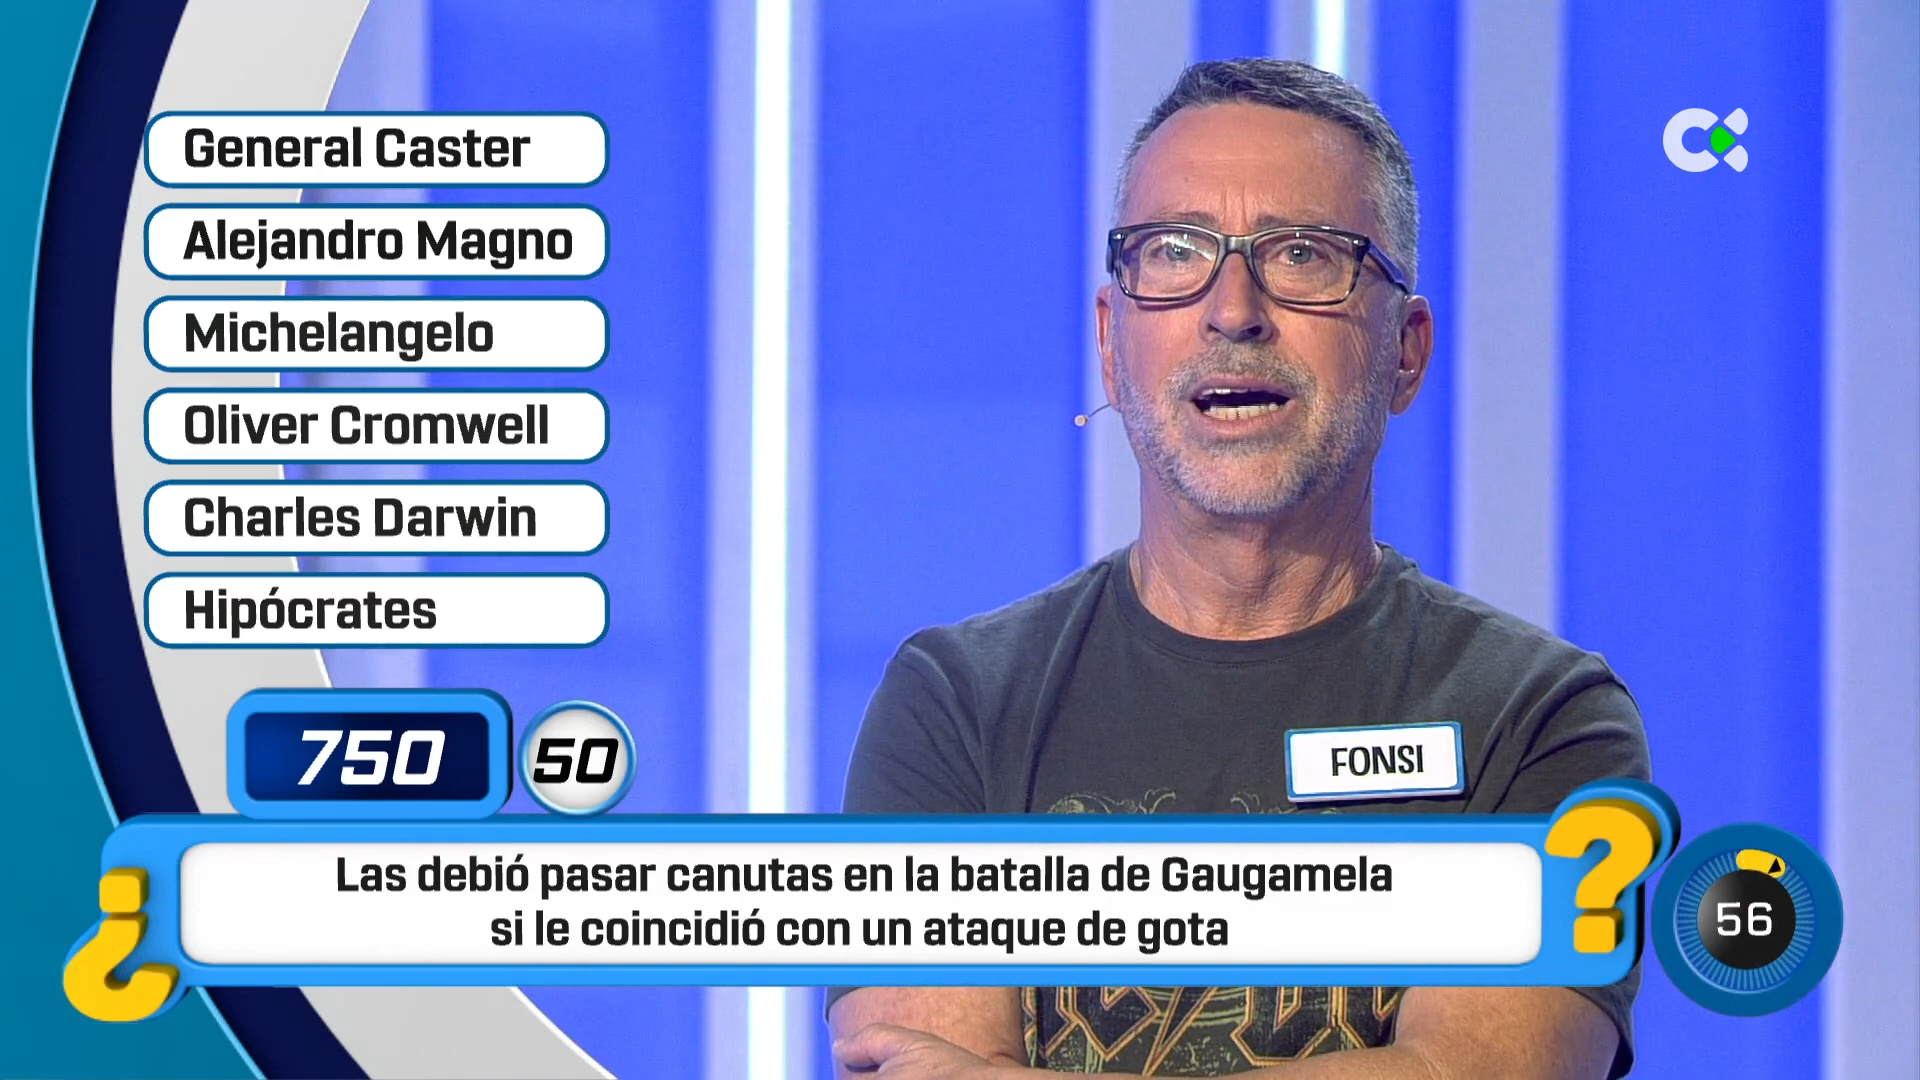 General Caster
Alejandro Magno
Michelangelo
Oliver Cromwell
Charles Darwin
Hipócrates
750
50
FONSI
Las debió pasar canutas en la batalla de Gaugamela
si le coincidió con un ataque de gota
56